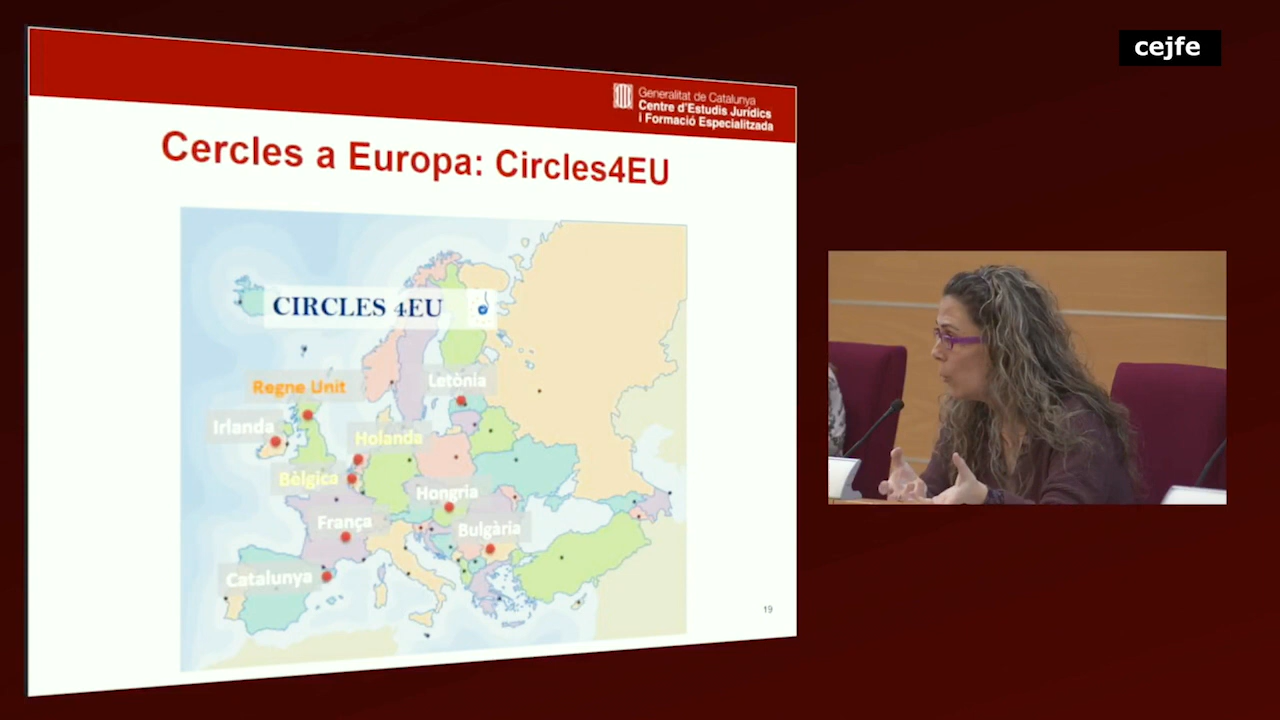 cejfe
Generalitat de Catalunya
Centre d'Estudis Jurídics
i Formació Especialitzada
Cercles a Europa: Circles4EU
CIRCLES 4EU
Regne Unit
Letònia
Irlanda
Holanda
Bèlgica
Hongria
França
Bulgària
Catalunya
19